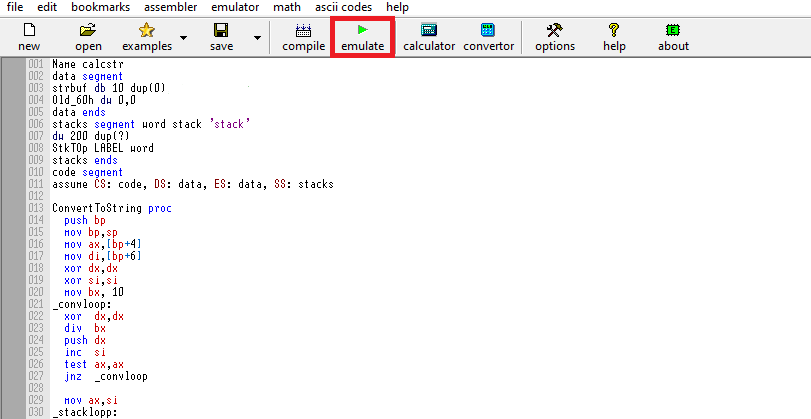 file edit bookmarks assembler emulator math ascii codes help
new open examples save compile emulate calculator convertor options help about
001 Name calcstr
002 data segment
003 strbuf db 10 dup(0)
004 Old_60h dw 0,0
005 data ends
006 stacks segment word stack 'stack'
007 dw 200 dup(?)
008 StkTOp LABEL word
009 stacks ends
010 code segment
011 assume CS: code, DS: data, ES: data, SS: stacks
012
013 ConvertToString proc
014 push bp
015 mov bp,sp
016 mov ax,[bp+4]
017 mov di,[bp+6]
018 xor dx,dx
019 xor si,si
020 mov bx, 10
021 _convloop:
022 xor dx,dx
023 div bx
024 push dx
025 inc si
026 test ax,ax
027 jnz _convloop
028
029 mov ax,si
030 _stacklopp: